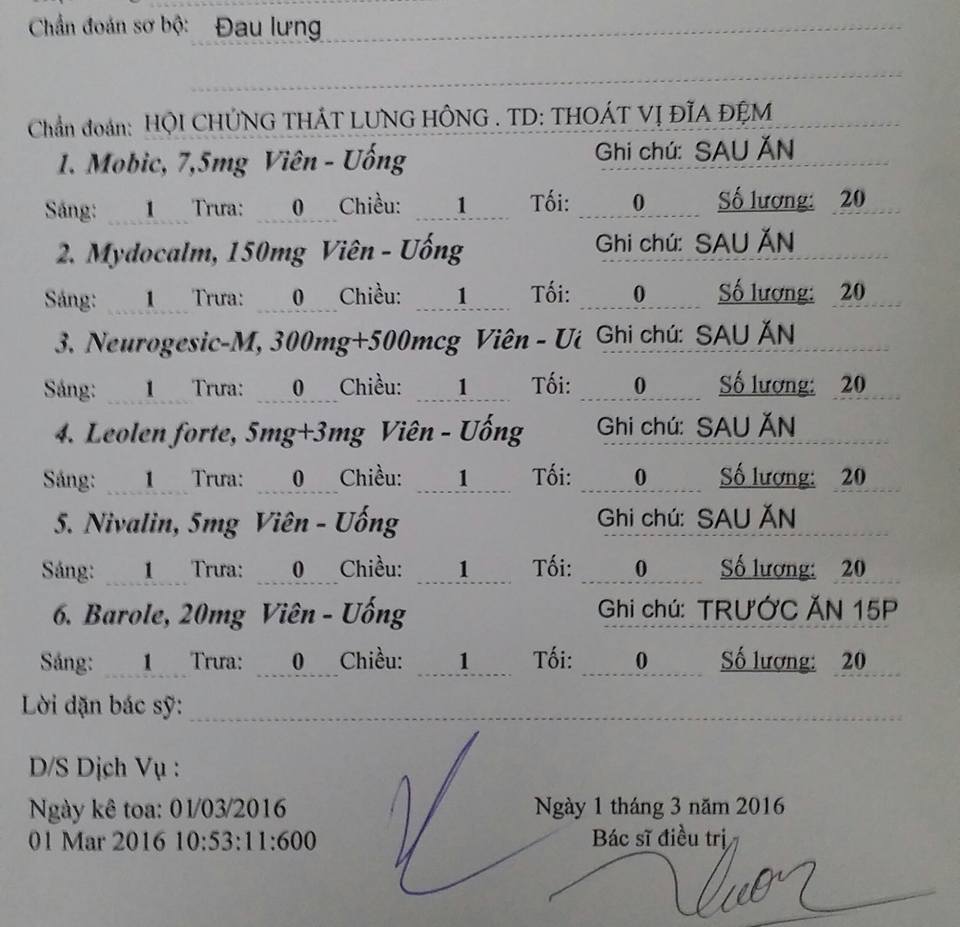 Chẩn đoán sơ bộ: Đau lưng
Chẩn đoán: HỘI CHỨNG THẮT LƯNG HÔNG . TD: THOÁT VỊ ĐĨA ĐỆM
1. Mobic, 7,5mg Viên - Uống Ghi chú: SAU ĂN
Sáng: 1 Trưa: 0 Chiều: 1 Tối: 0 Số lượng: 20
2. Mydocalm, 150mg Viên - Uống Ghi chú: SAU ĂN
Sáng: 1 Trưa: 0 Chiều: 1 Tối: 0 Số lượng: 20
3. Neurogesic-M, 300mg+500mcg Viên - Ghi chú: SAU ĂN
Sáng: 1 Trưa: 0 Chiều: 1 Tối: 0 Số lượng: 20
4. Leolen forte, 5mg+3mg Viên - Uống Ghi chú: SAU ĂN
Sáng: 1 Trưa: 0 Chiều: 1 Tối: 0 Số lượng: 20
5. Nivalin, 5mg Viên - Uống Ghi chú: SAU ĂN
Sáng: 1 Trưa: 0 Chiều: 1 Tối: 0 Số lượng: 20
6. Barole, 20mg Viên - Uống Ghi chú: TRƯỚC ĂN 15P
Sáng: 1 Trưa: 0 Chiều: 1 Tối: 0 Số lượng: 20
Lời dặn bác sỹ:
D/S Dịch Vụ :
Ngày kê toa: 01/03/2016 Ngày 1 tháng 3 năm 2016
01 Mar 2016 10:53:11:600 Bác sĩ điều trị